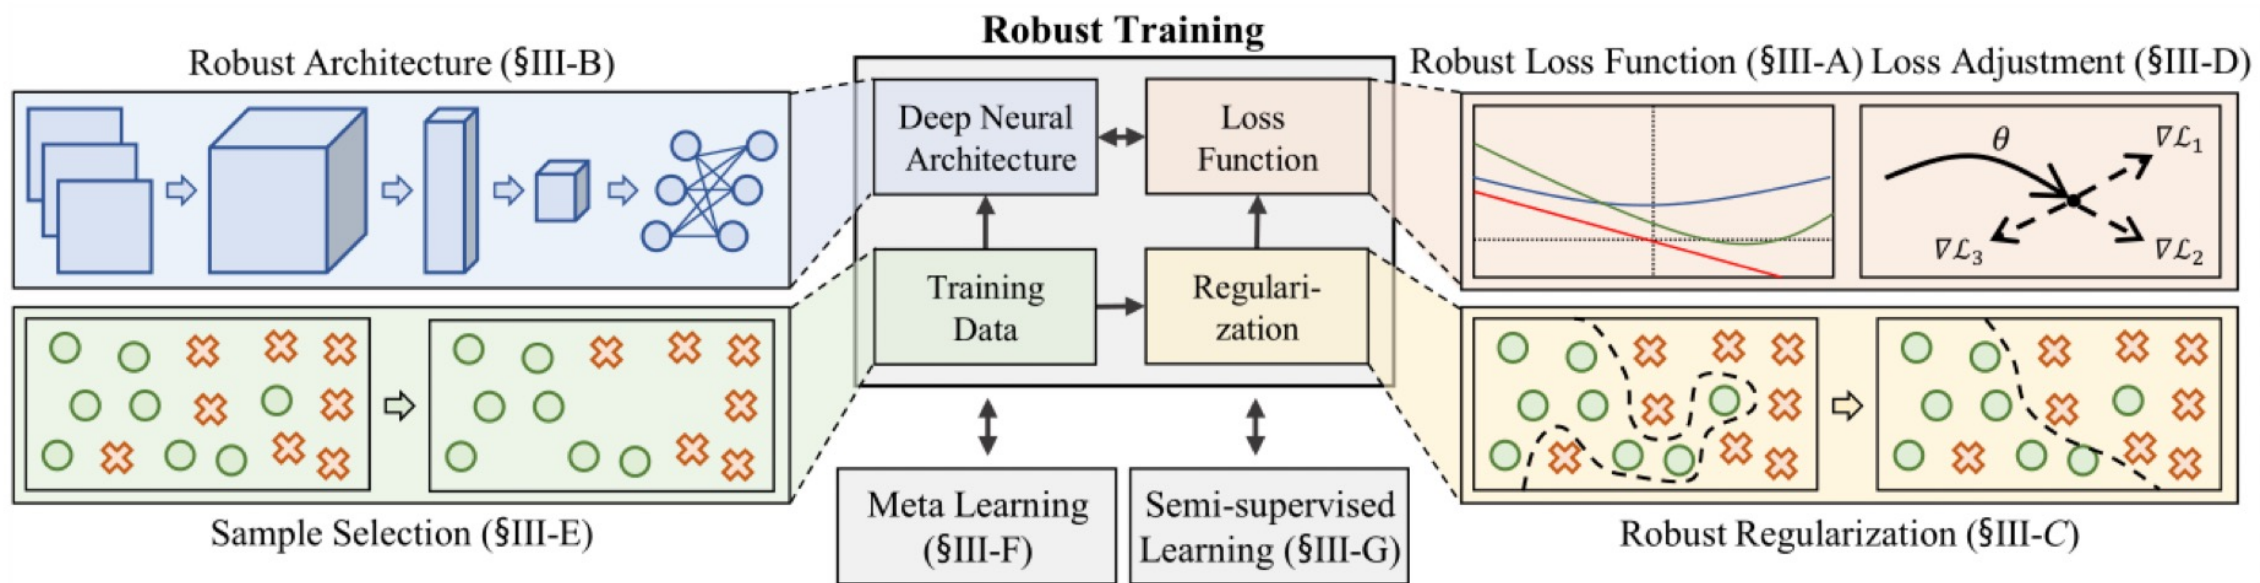 Robust Training
Robust Architecture (§III-B)
Robust Loss Function (§III-A) Loss Adjustment (§III-D)
Deep Neural
Architecture
Loss
Function
θ
∇ℒ₁
∇ℒ₃
∇ℒ₂
Training
Data
Regulari-
zation
Meta Learning
(§III-F)
Semi-supervised
Learning (§III-G)
Sample Selection (§III-E)
Robust Regularization (§III-C)